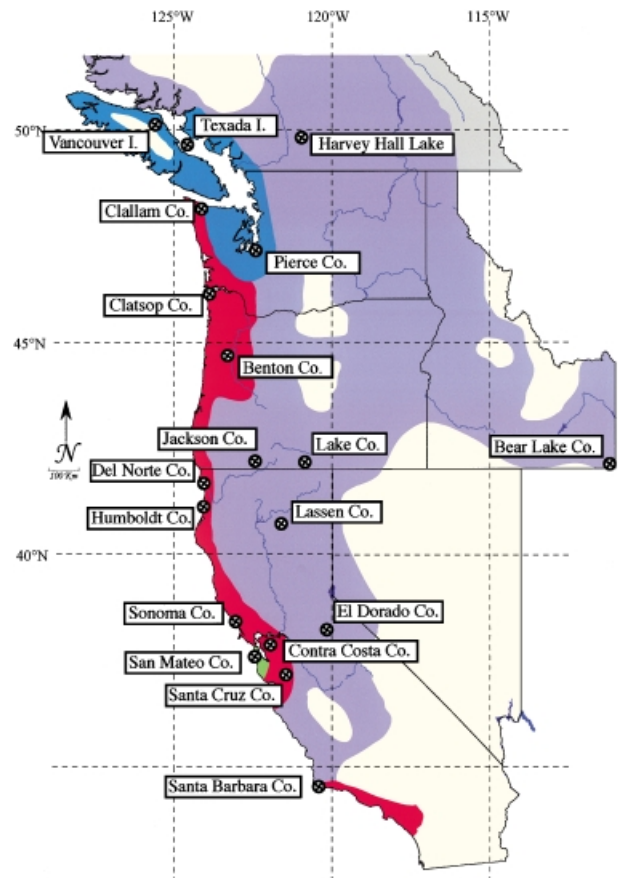 125°W 120°W 115°W
50°N
Texada I.
Vancouver I.
Harvey Hall Lake
Clallam Co.
Pierce Co.
Clatsop Co.
45°N
Benton Co.
Jackson Co.
Lake Co.
Bear Lake Co.
N
100 Km
Del Norte Co.
Lassen Co.
Humboldt Co.
40°N
Sonoma Co.
El Dorado Co.
Contra Costa Co.
San Mateo Co.
Santa Cruz Co.
Santa Barbara Co.